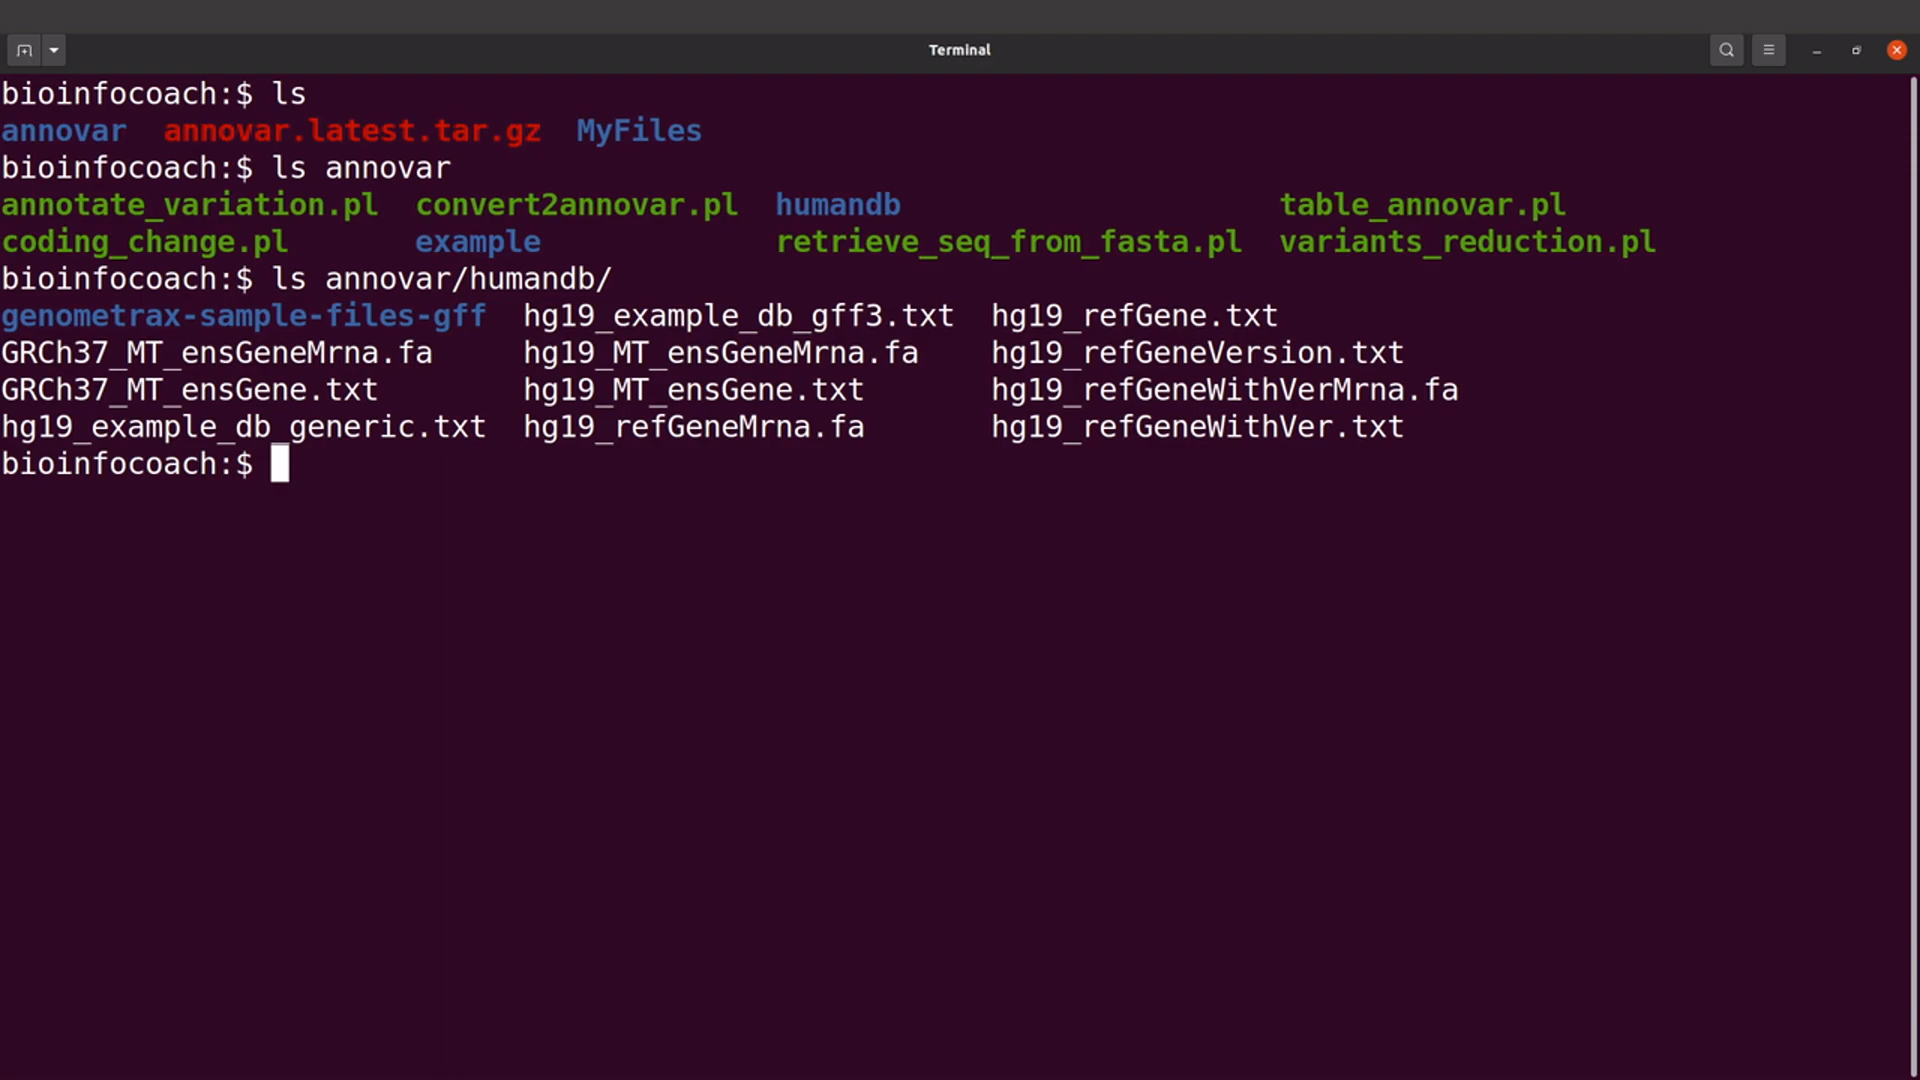 Terminal
bioinfocoach:$ ls
annovar  annovar.latest.tar.gz  MyFiles
bioinfocoach:$ ls annovar
annotate_variation.pl  convert2annovar.pl  humandb                     table_annovar.pl
coding_change.pl       example             retrieve_seq_from_fasta.pl  variants_reduction.pl
bioinfocoach:$ ls annovar/humandb/
genometrax-sample-files-gff  hg19_example_db_gff3.txt  hg19_refGene.txt
GRCh37_MT_ensGeneMrna.fa     hg19_MT_ensGeneMrna.fa    hg19_refGeneVersion.txt
GRCh37_MT_ensGene.txt        hg19_MT_ensGene.txt       hg19_refGeneWithVerMrna.fa
hg19_example_db_generic.txt  hg19_refGeneMrna.fa       hg19_refGeneWithVer.txt
bioinfocoach:$